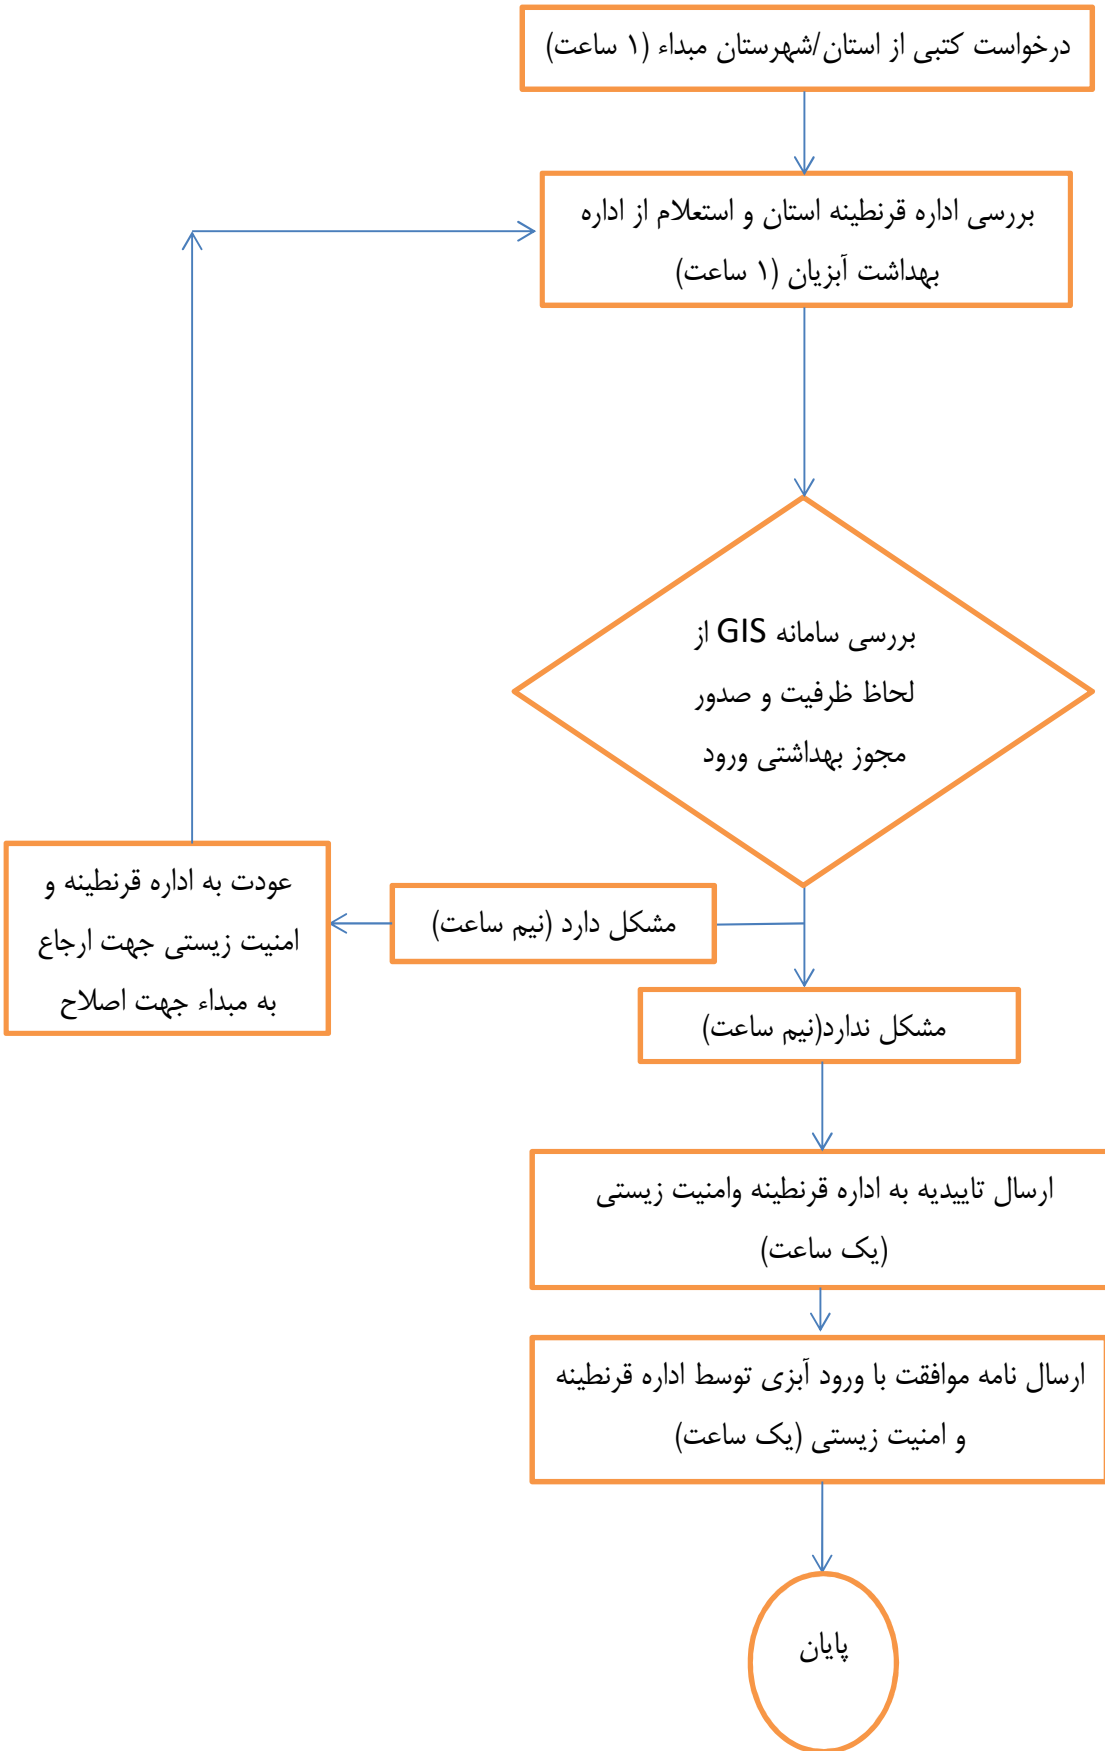 درخواست کتبی از استان/شهرستان مبداء (۱ ساعت)
بررسی اداره قرنطینه استان و استعلام از اداره
بهداشت آبزیان (۱ ساعت)
بررسی سامانه GIS از
لحاظ ظرفیت و صدور
مجوز بهداشتی ورود
مشکل دارد (نیم ساعت)
عودت به اداره قرنطینه و
امنیت زیستی جهت ارجاع
به مبداء جهت اصلاح
مشکل ندارد(نیم ساعت)
ارسال تاییدیه به اداره قرنطینه وامنیت زیستی
(یک ساعت)
ارسال نامه موافقت با ورود آبزی توسط اداره قرنطینه
و امنیت زیستی (یک ساعت)
پایان